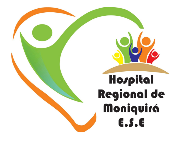 Hospital
Regional de
Moniquirá
E.S.E